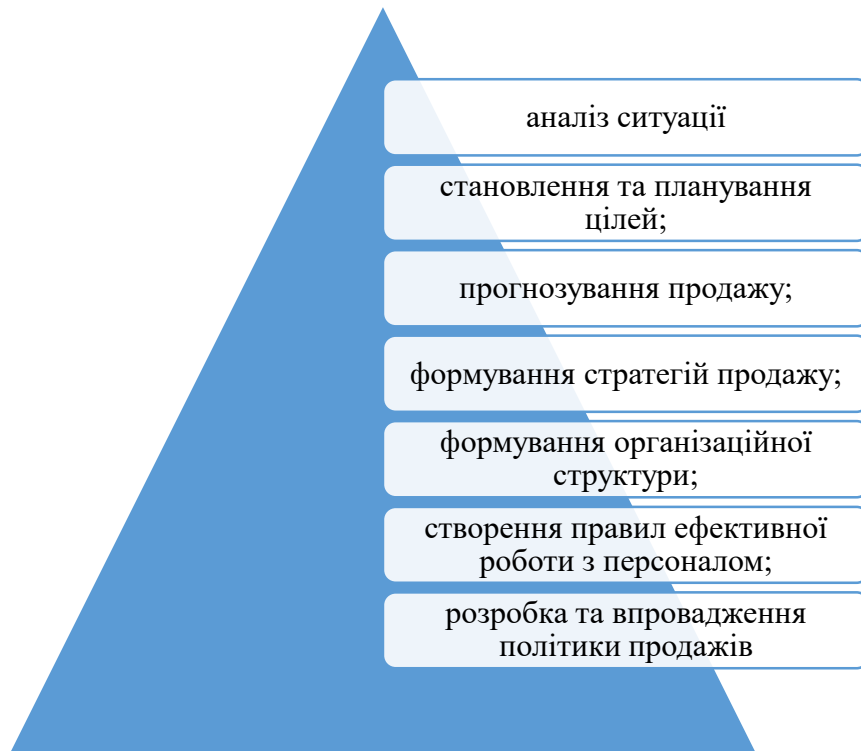 аналіз ситуації
становлення та планування
цілей;
прогнозування продажу;
формування стратегій продажу;
формування організаційної
структури;
створення правил ефективної
роботи з персоналом;
розробка та впровадження
політики продажів